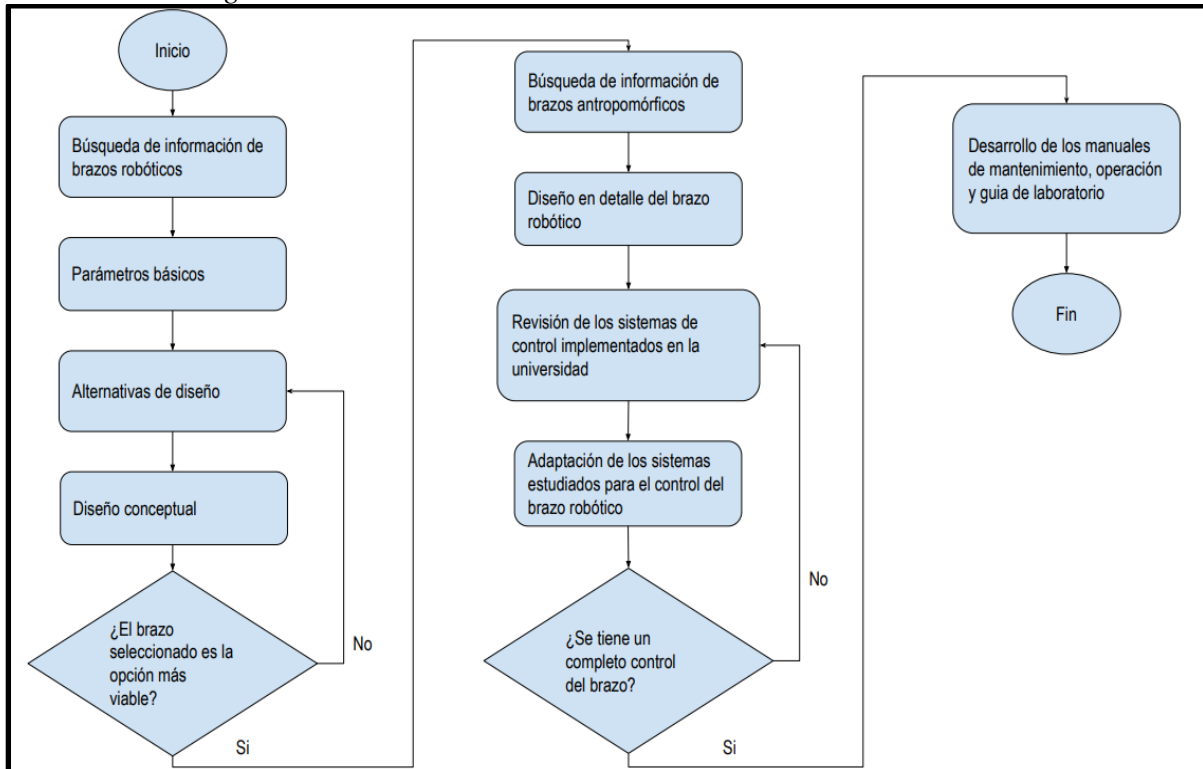 Inicio
Búsqueda de información de
brazos robóticos
Parámetros básicos
Alternativas de diseño
Diseño conceptual
¿El brazo
seleccionado es la
opción más
viable?
No
Si
Búsqueda de información de
brazos antropomórficos
Diseño en detalle del brazo
robótico
Revisión de los sistemas de
control implementados en la
universidad
Adaptación de los sistemas
estudiados para el control del
brazo robótico
¿Se tiene un
completo control
del brazo?
No
Si
Desarrollo de los manuales
de mantenimiento, operación
y guia de laboratorio
Fin